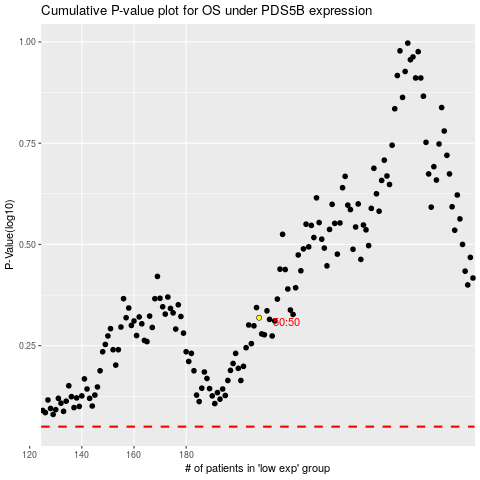 Cumulative P-value plot for OS under PDS5B expression
P-Value(log10)
1.00
0.75
0.50
0.25
50:50
120 140 160 180
# of patients in 'low exp' group